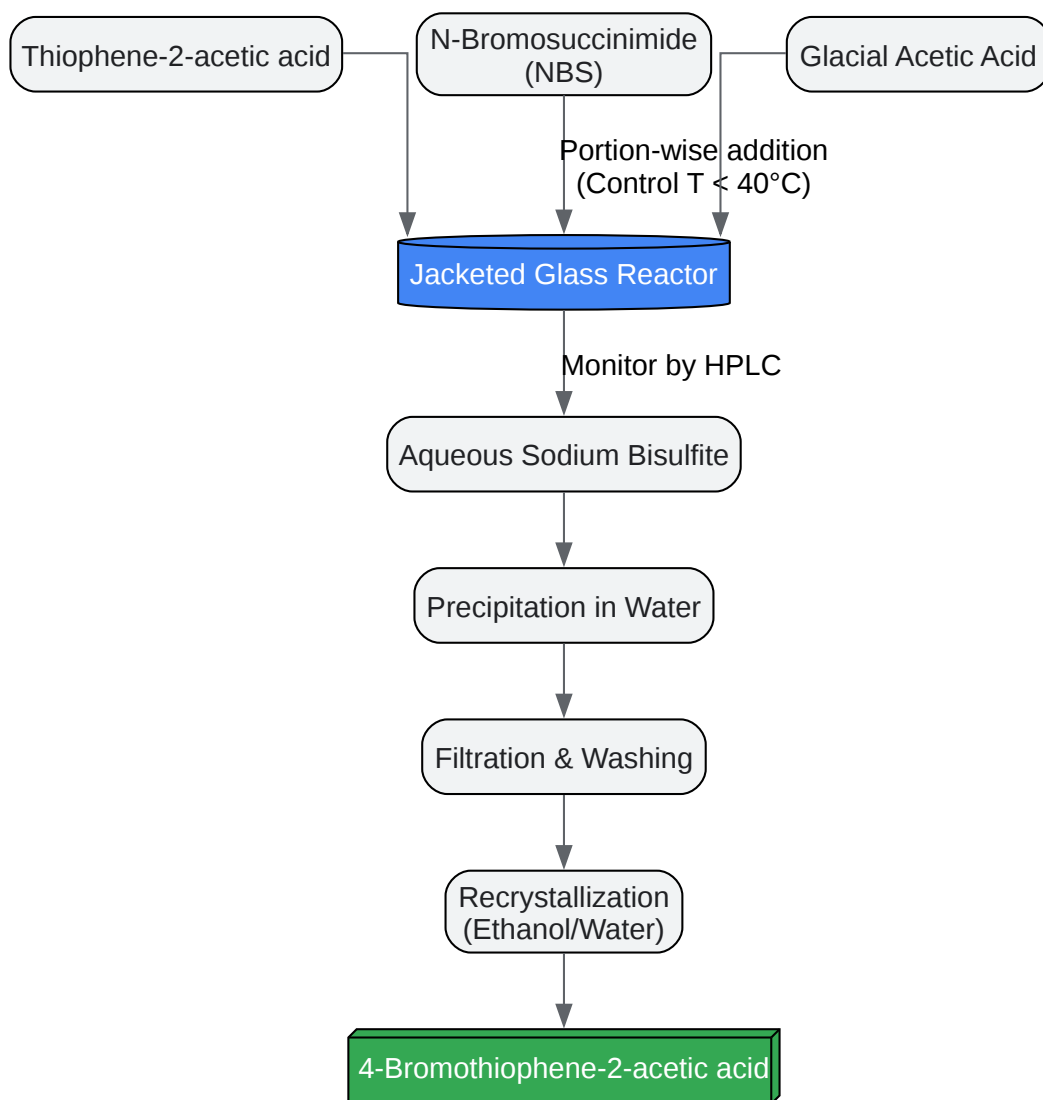 Thiophene-2-acetic acid
N-Bromosuccinimide
(NBS)
Glacial Acetic Acid
Portion-wise addition
(Control T < 40°C)
Jacketed Glass Reactor
Monitor by HPLC
Aqueous Sodium Bisulfite
Precipitation in Water
Filtration & Washing
Recrystallization
(Ethanol/Water)
4-Bromothiophene-2-acetic acid